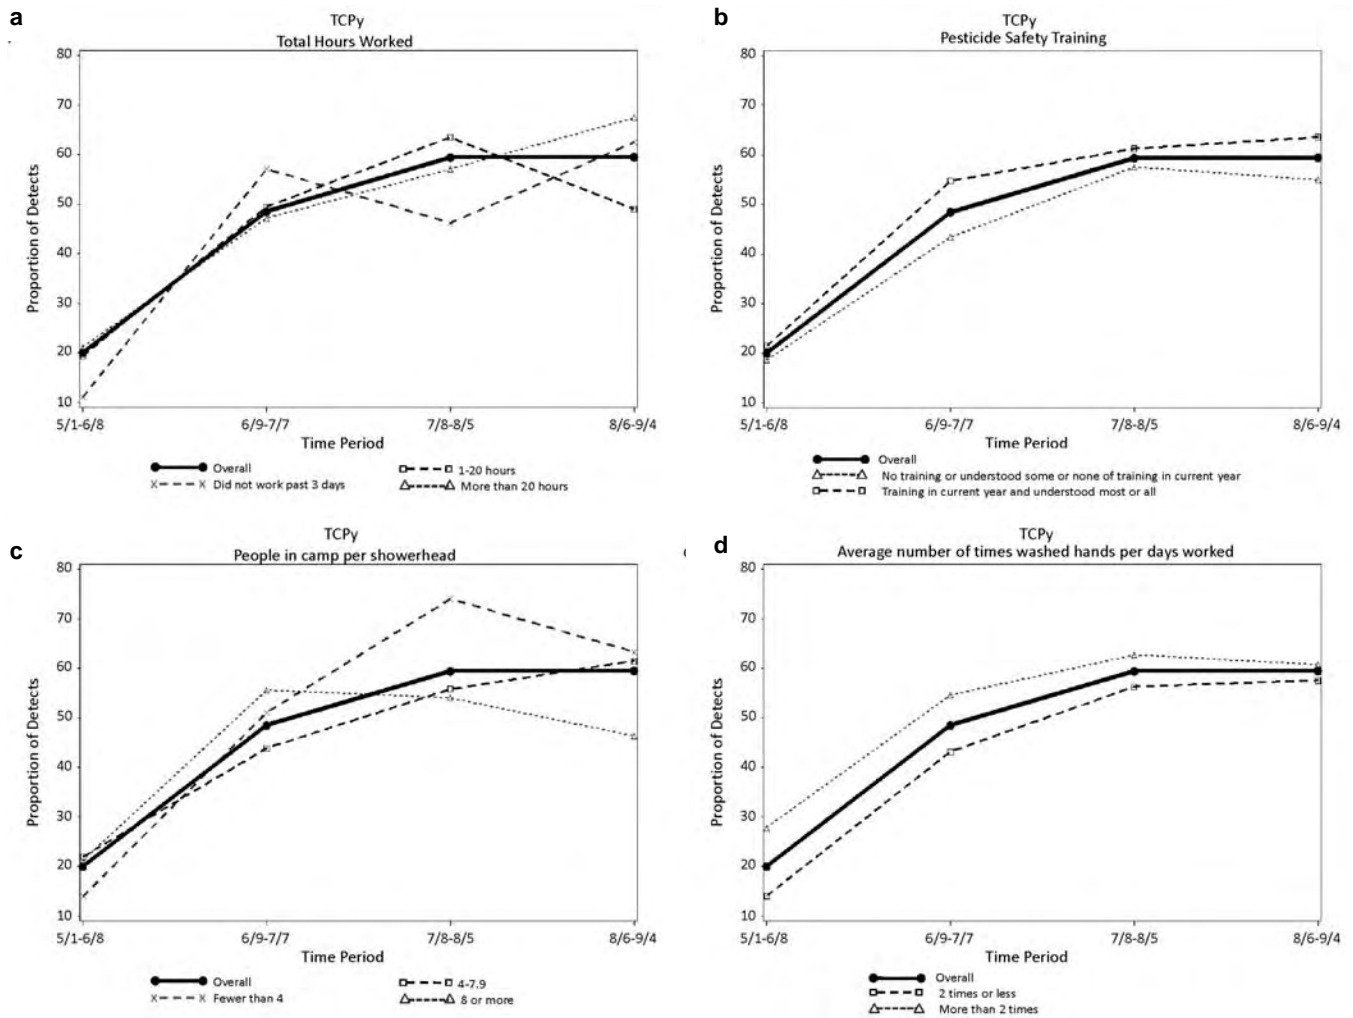 a
TCPy
Total Hours Worked
80
70
60
50
40
30
20
10
Proportion of Detects
5/1-6/8
6/9-7/7
7/8-8/5
8/6-9/4
Time Period
Overall
1-20 hours
Did not work past 3 days
More than 20 hours
b
TCPy
Pesticide Safety Training
80
70
60
50
40
30
20
10
Proportion of Detects
5/1-6/8
6/9-7/7
7/8-8/5
8/6-9/4
Time Period
Overall
No training or understood some or none of training in current year
Training in current year and understood most or all
c
TCPy
People in camp per showerhead
80
70
60
50
40
30
20
10
Proportion of Detects
5/1-6/8
6/9-7/7
7/8-8/5
8/6-9/4
Time Period
Overall
4-7.9
Fewer than 4
8 or more
d
TCPy
Average number of times washed hands per days worked
80
70
60
50
40
30
20
10
Proportion of Detects
5/1-6/8
6/9-7/7
7/8-8/5
8/6-9/4
Time Period
Overall
2 times or less
More than 2 times